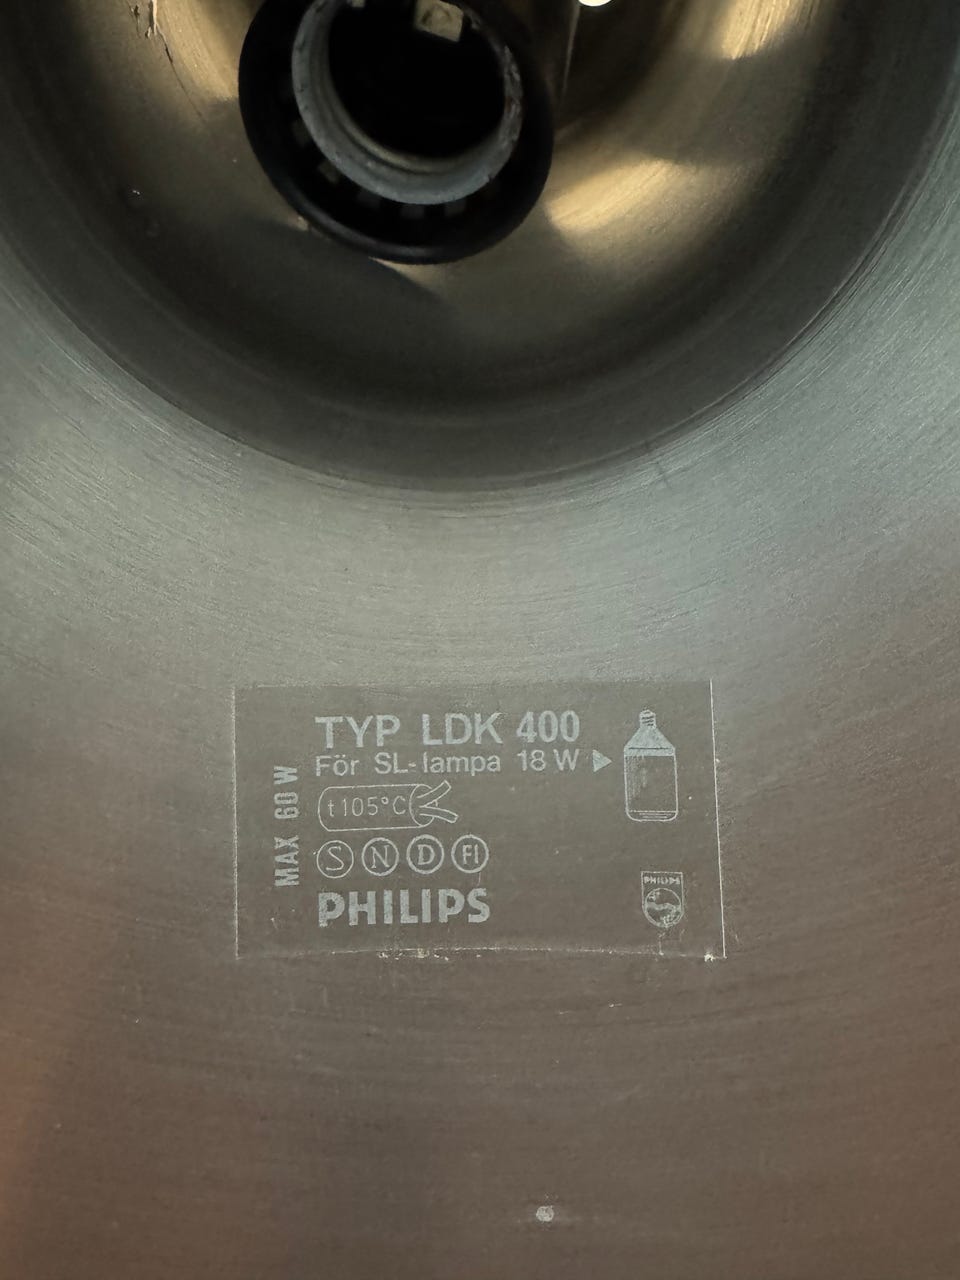 TYP LDK 400
För SL-lampa 18 W
MAX 60 W
t105°C
S N D FI
PHILIPS
PHILIPS